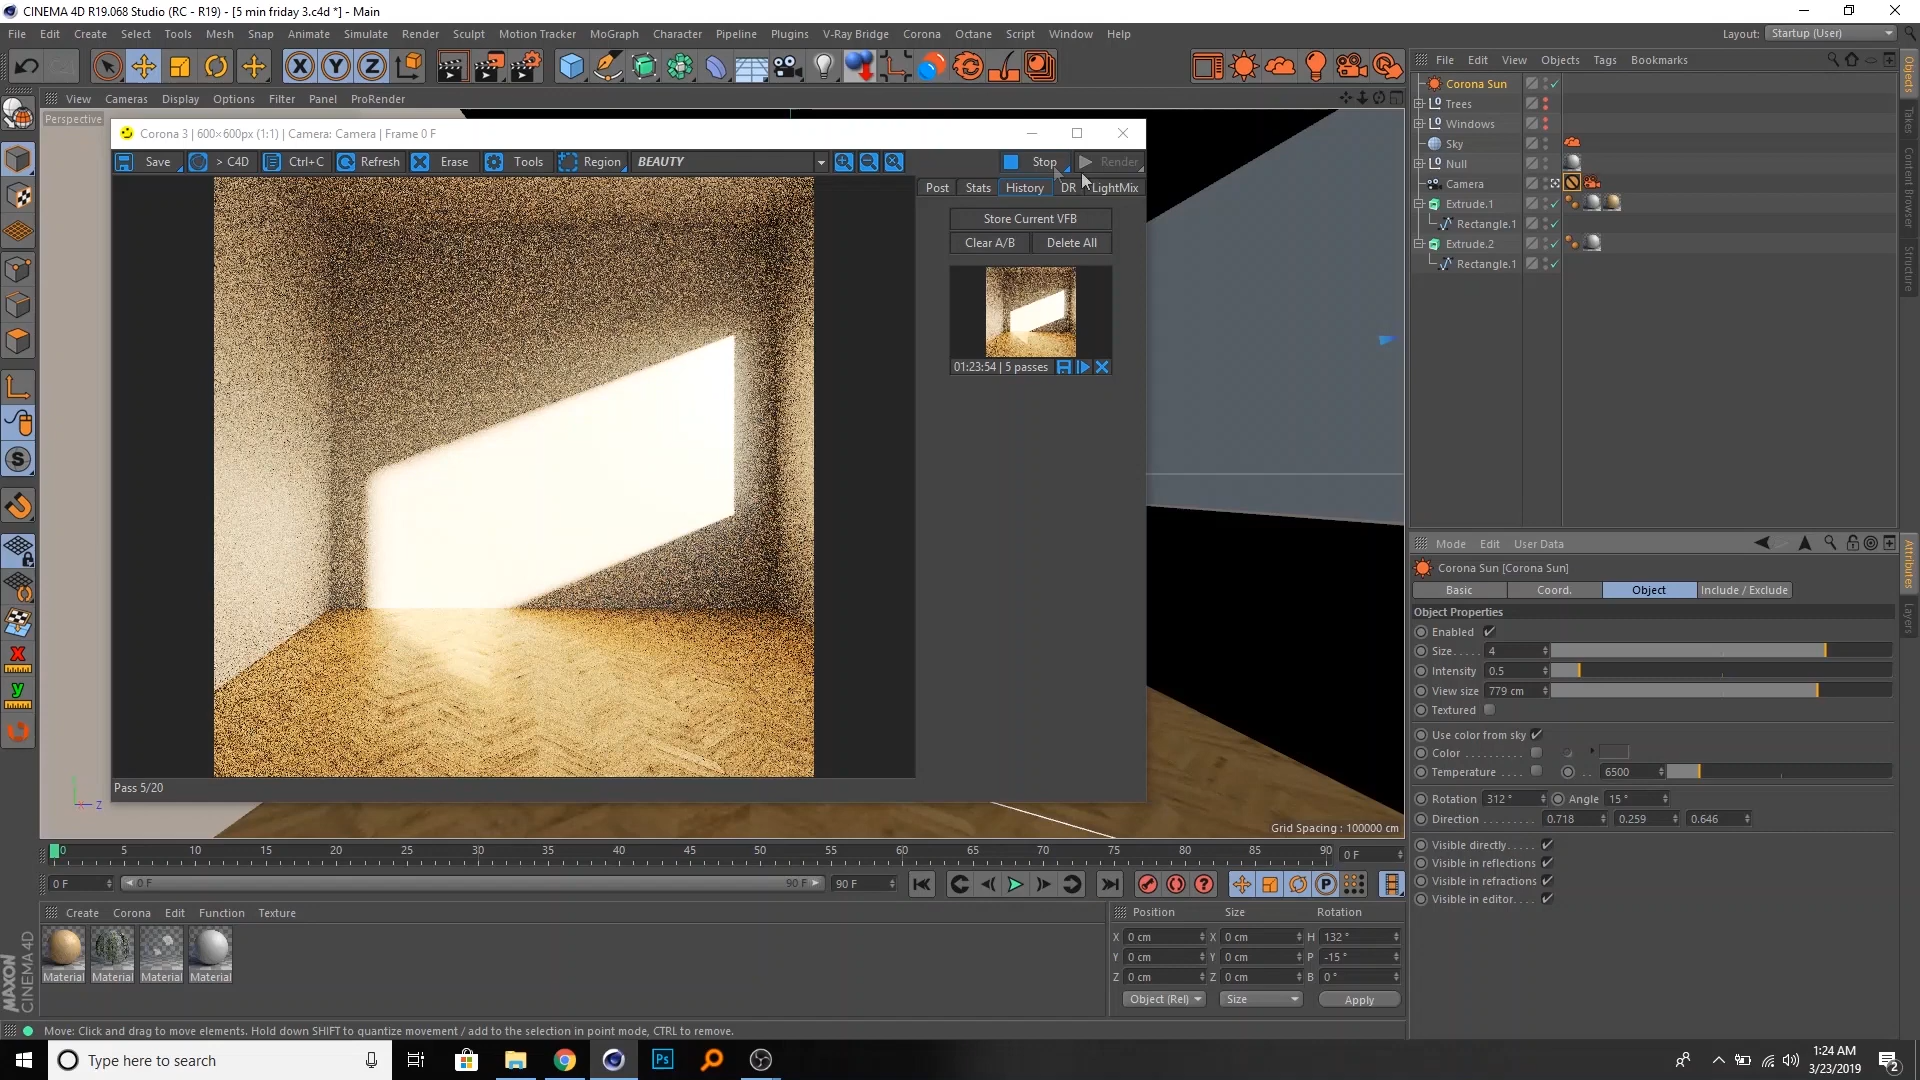 CINEMA 4D R19.068 Studio (RC - R19) - [5 min friday 3.c4d *] - Main
File Edit Create Select Tools Mesh Snap Animate Simulate Render Sculpt Motion Tracker MoGraph Character Pipeline Plugins V-Ray Bridge Corona Octane Script Window Help
Layout: Startup (User)
X Y Z
File Edit View Objects Tags Bookmarks
View Cameras Display Options Filter Panel ProRender
Perspective
Corona 3 | 600×600px (1:1) | Camera: Camera | Frame 0 F
Save > C4D Ctrl+C Refresh Erase Tools Region BEAUTY Stop Render
Post Stats History DR LightMix
Store Current VFB
Clear A/B Delete All
01:23:54 | 5 passes
Pass 5/20
Corona Sun
Trees
Windows
Sky
Null
Camera
Extrude.1
Rectangle.1
Extrude.2
Rectangle.1
Objects
Takes
Content Browser
Structure
Mode Edit User Data
Corona Sun [Corona Sun]
Basic Coord. Object Include / Exclude
Object Properties
Enabled
Size..... 4
Intensity 0.5
View size 779 cm
Textured
Use color from sky
Color ..........
Temperature .... .. 6500
Rotation 312 ° Angle 15 °
Direction ......... 0.718 0.259 0.646
Visible directly.....
Visible in reflections
Visible in refractions
Visible in editor....
Attributes
Layers
S
X
y
X Z
Grid Spacing : 100000 cm
0 5 10 15 20 25 30 35 40 45 50 55 60 65 70 75 80 85 90 0 F
0 F 0 F 90 F 90 F
P
Create Corona Edit Function Texture
Material Material Material Material
Position Size Rotation
X 0 cm X 0 cm H 132 °
Y 0 cm Y 0 cm P -15 °
Z 0 cm Z 0 cm B 0 °
Object (Rel) Size Apply
MAXON
CINEMA 4D
Move: Click and drag to move elements. Hold down SHIFT to quantize movement / add to the selection in point mode, CTRL to remove.
Type here to search
Ps
1:24 AM
3/23/2019
2